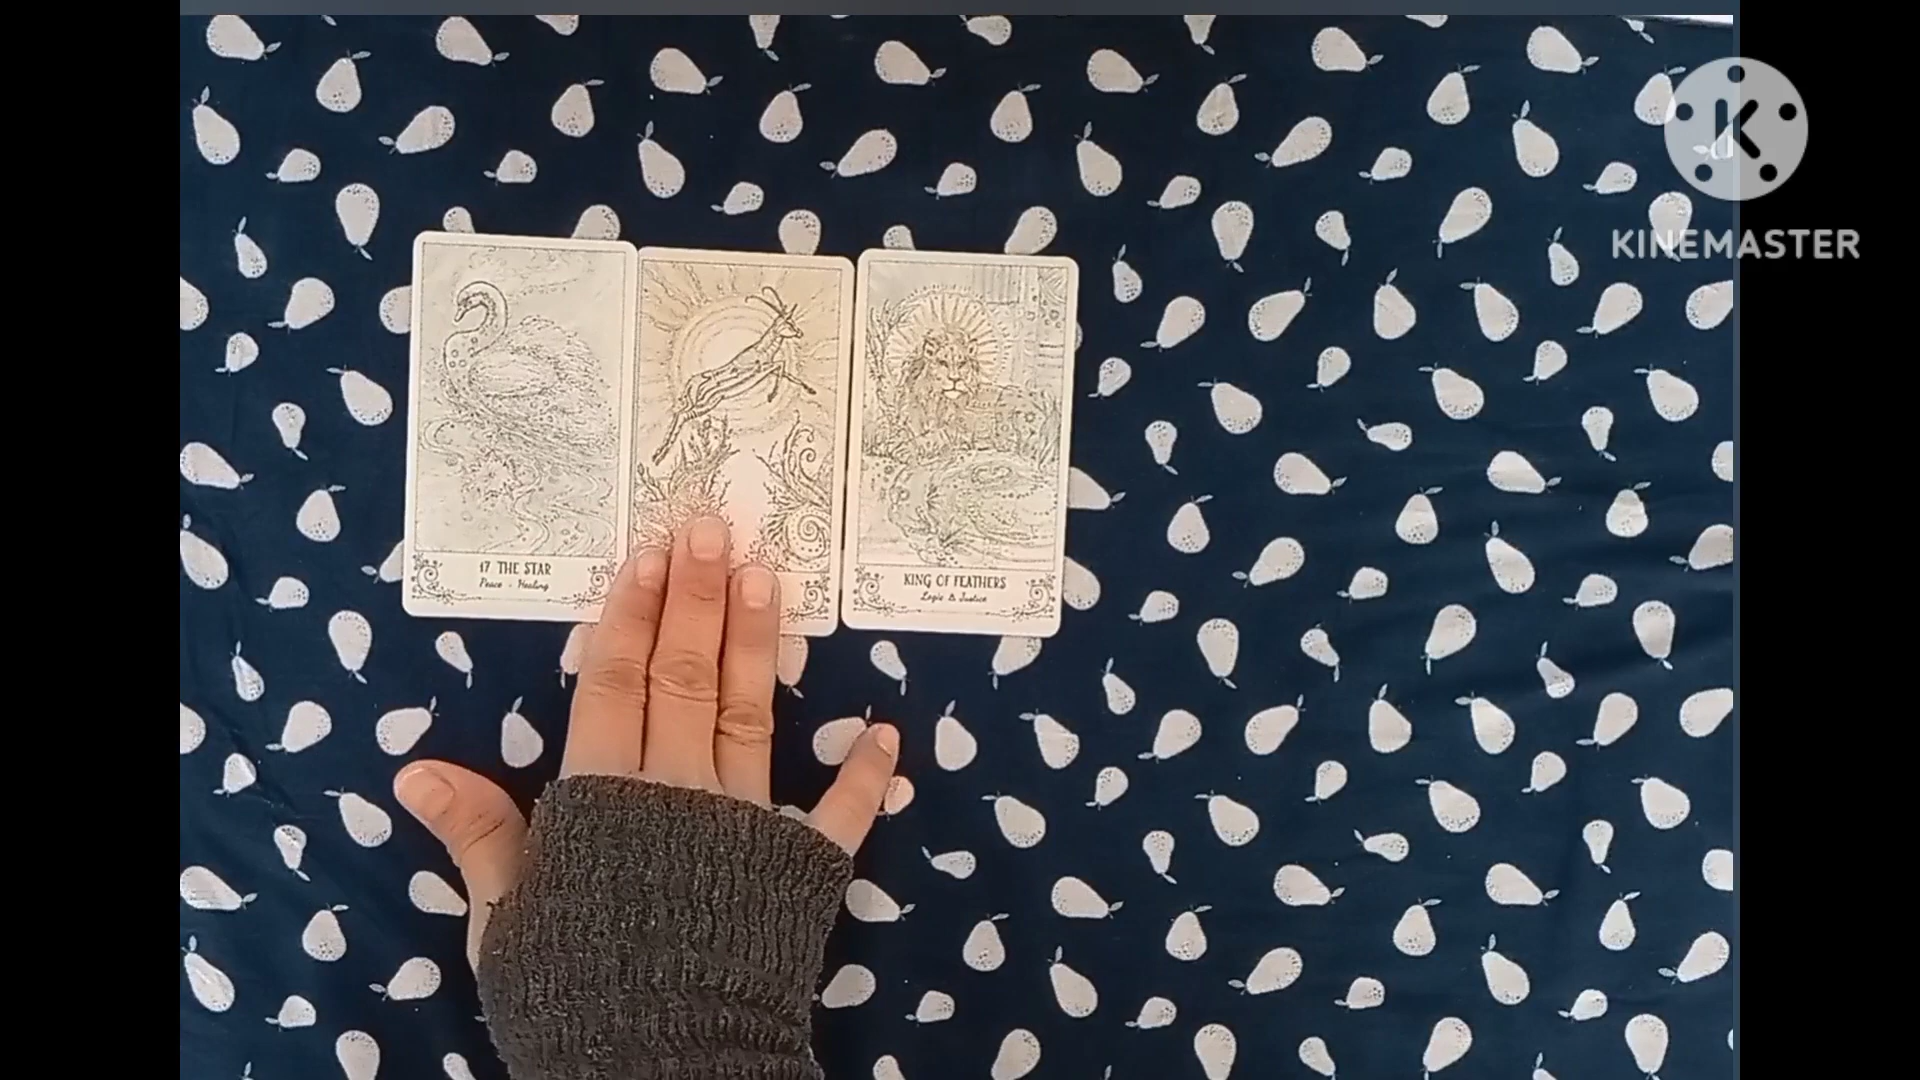 K
KINEMASTER
17 THE STAR
Peace - Healing
KING OF FEATHERS
Logic & Justice